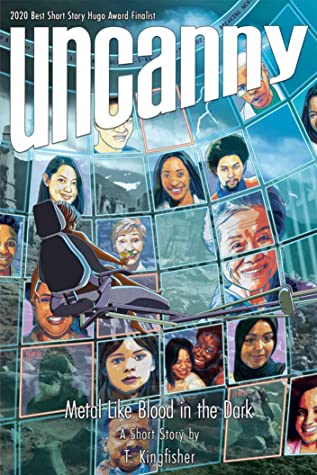 2020 Best Short Story Hugo Award Finalist
uncanny
Metal Like Blood in the Dark
A Short Story by
T. Kingfisher